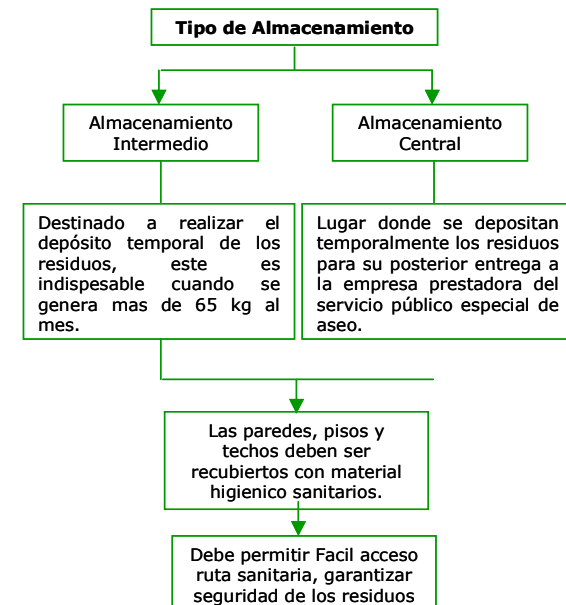 Tipo de Almacenamiento
Almacenamiento
Intermedio
Almacenamiento
Central
Destinado a realizar el
depósito temporal de los
residuos, este es
indispesable cuando se
genera mas de 65 kg al
mes.
Lugar donde se depositan
temporalmente los residuos
para su posterior entrega a
la empresa prestadora del
servicio público especial de
aseo.
Las paredes, pisos y
techos deben ser
recubiertos con material
higienico sanitarios.
Debe permitir Facil acceso
ruta sanitaria, garantizar
seguridad de los residuos